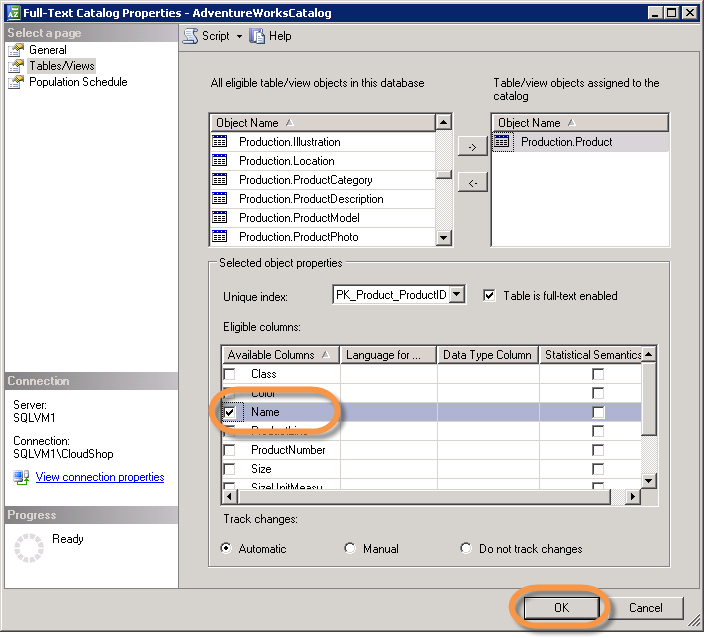 Full-Text Catalog Properties - AdventureWorksCatalog
Select a page
General
Tables/Views
Population Schedule
Script
Help
All eligible table/view objects in this database
Object Name
Production.Illustration
Production.Location
Production.ProductCategory
Production.ProductDescription
Production.ProductModel
Production.ProductPhoto
->
<-
Table/view objects assigned to the
catalog
Object Name
Production.Product
Selected object properties
Unique index:
PK_Product_ProductID
Table is full-text enabled
Eligible columns:
Available Columns Language for ... Data Type Column Statistical Semantics
Class
Color
Name
ProductLine
ProductNumber
Size
SizeUnitMeasu
Track changes:
Automatic
Manual
Do not track changes
Connection
Server:
SQLVM1
Connection:
SQLVM1\CloudShop
View connection properties
Progress
Ready
OK
Cancel